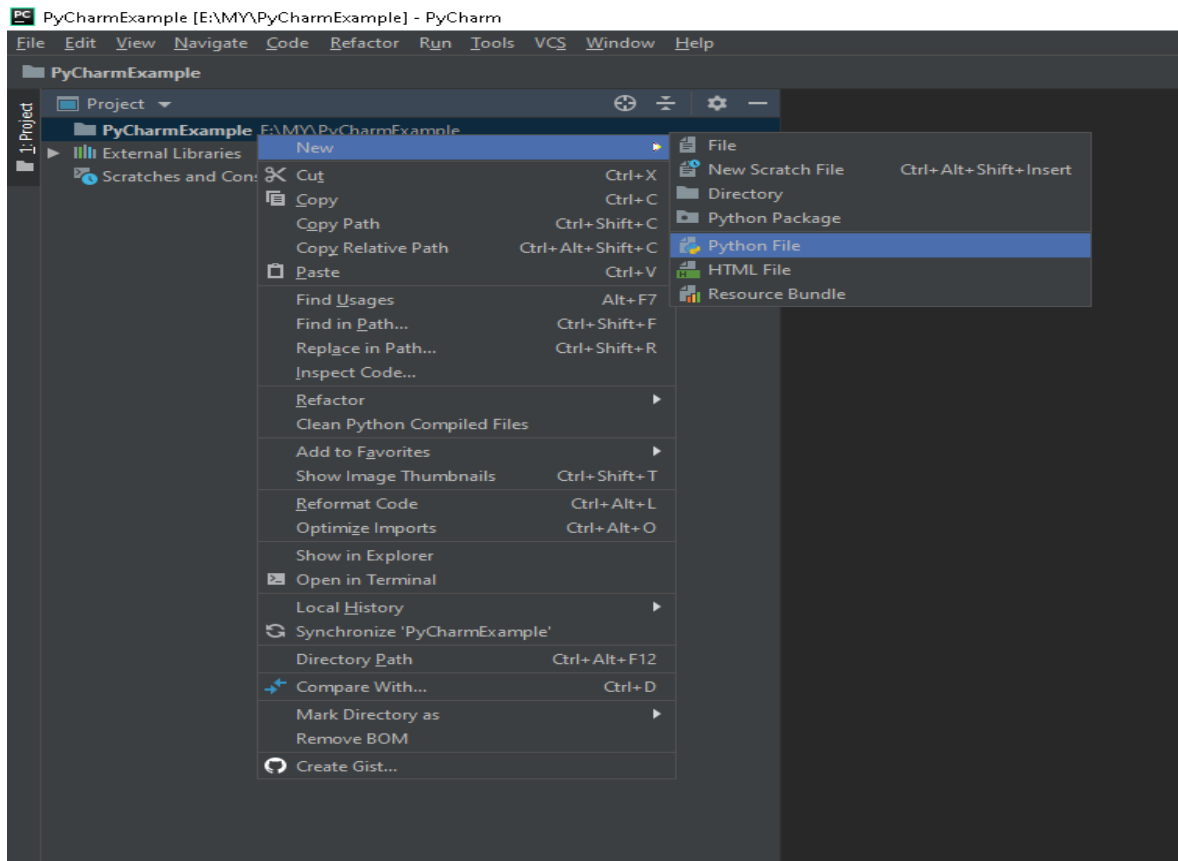 PC PyCharmExample [E:\MY\PyCharmExample] - PyCharm
File Edit View Navigate Code Refactor Run Tools VCS Window Help
PyCharmExample
1: Project
Project
PyCharmExample E:\MY\PyCharmExample
External Libraries
Scratches and Con
New
Cut Ctrl+X
Copy Ctrl+C
Copy Path Ctrl+Shift+C
Copy Relative Path Ctrl+Alt+Shift+C
Paste Ctrl+V
Find Usages Alt+F7
Find in Path... Ctrl+Shift+F
Replace in Path... Ctrl+Shift+R
Inspect Code...
Refactor
Clean Python Compiled Files
Add to Favorites
Show Image Thumbnails Ctrl+Shift+T
Reformat Code Ctrl+Alt+L
Optimize Imports Ctrl+Alt+O
Show in Explorer
Open in Terminal
Local History
Synchronize 'PyCharmExample'
Directory Path Ctrl+Alt+F12
Compare With... Ctrl+D
Mark Directory as
Remove BOM
Create Gist...
File
New Scratch File Ctrl+Alt+Shift+Insert
Directory
Python Package
Python File
HTML File
Resource Bundle